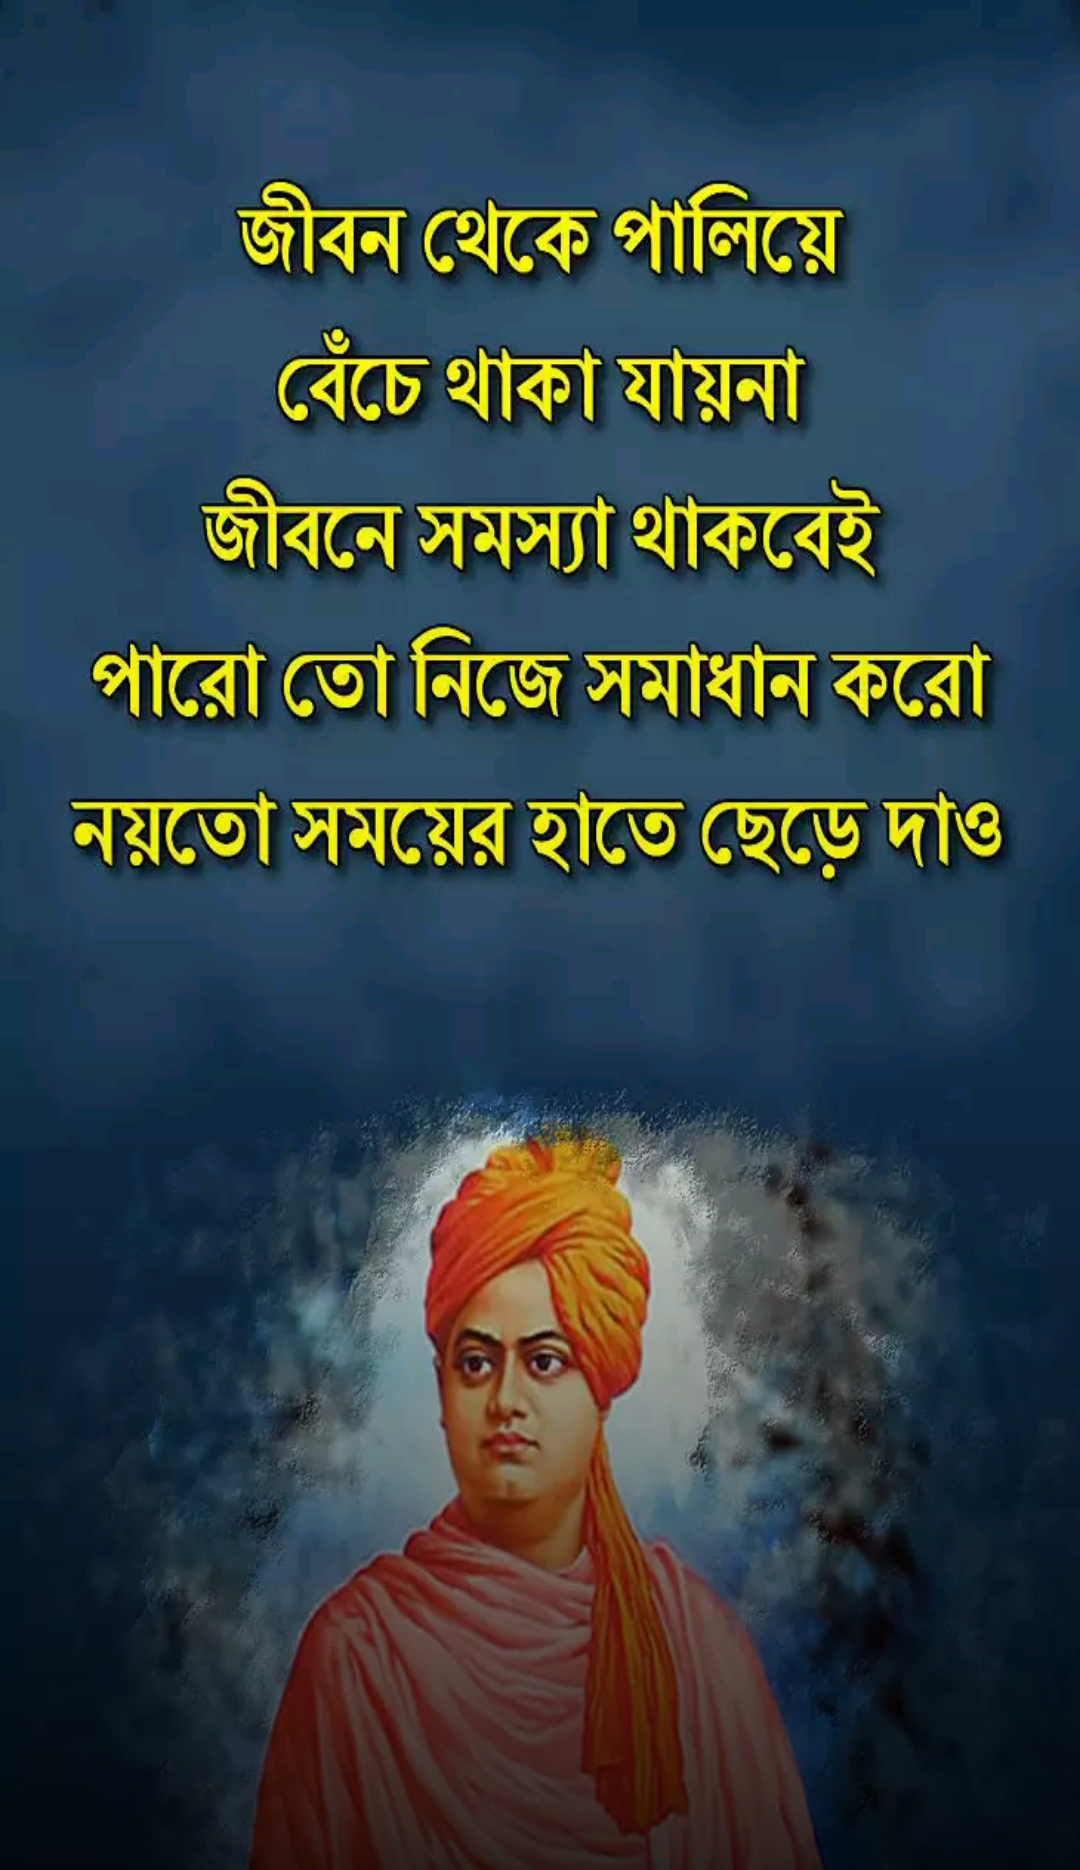 জীবন থেকে পালিয়ে
বেঁচে থাকা যায়না
জীবনে সমস্যা থাকবেই
পারো তো নিজে সমাধান করো
নয়তো সময়ের হাতে ছেড়ে দাও